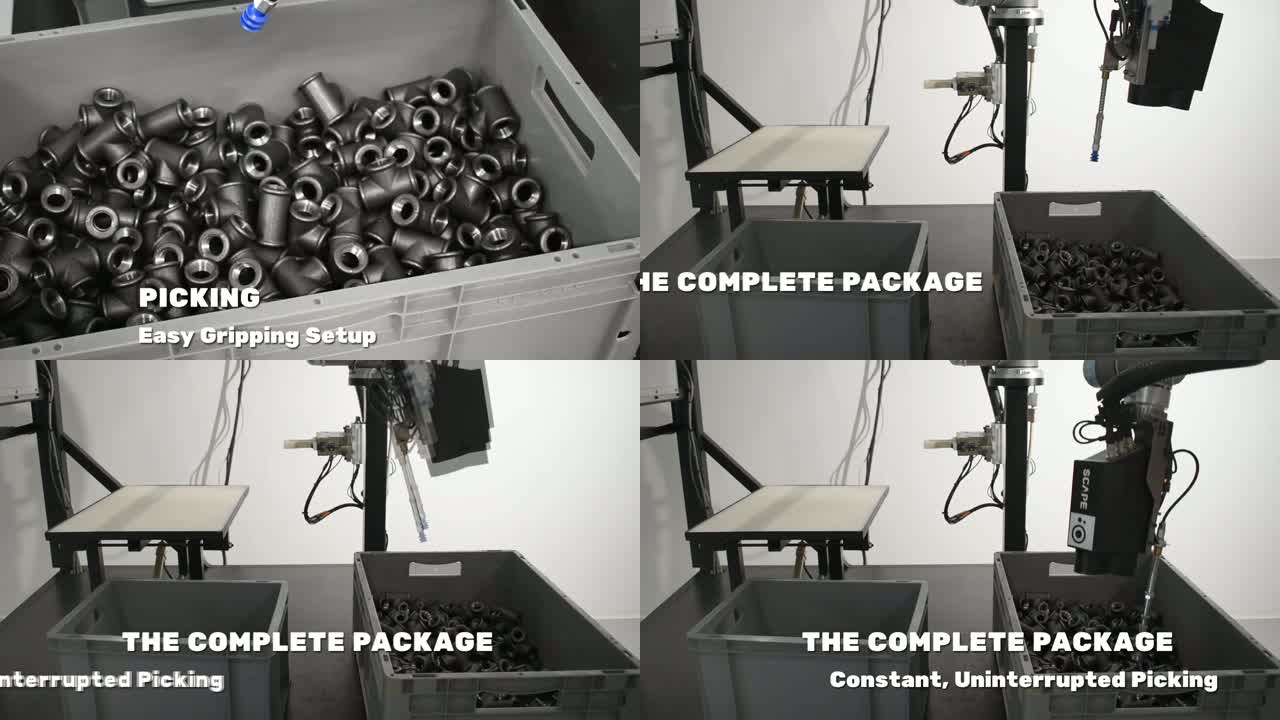 PICKING
Easy Gripping Setup
HE COMPLETE PACKAGE
THE COMPLETE PACKAGE
nterrupted Picking
SCAPE
THE COMPLETE PACKAGE
Constant, Uninterrupted Picking